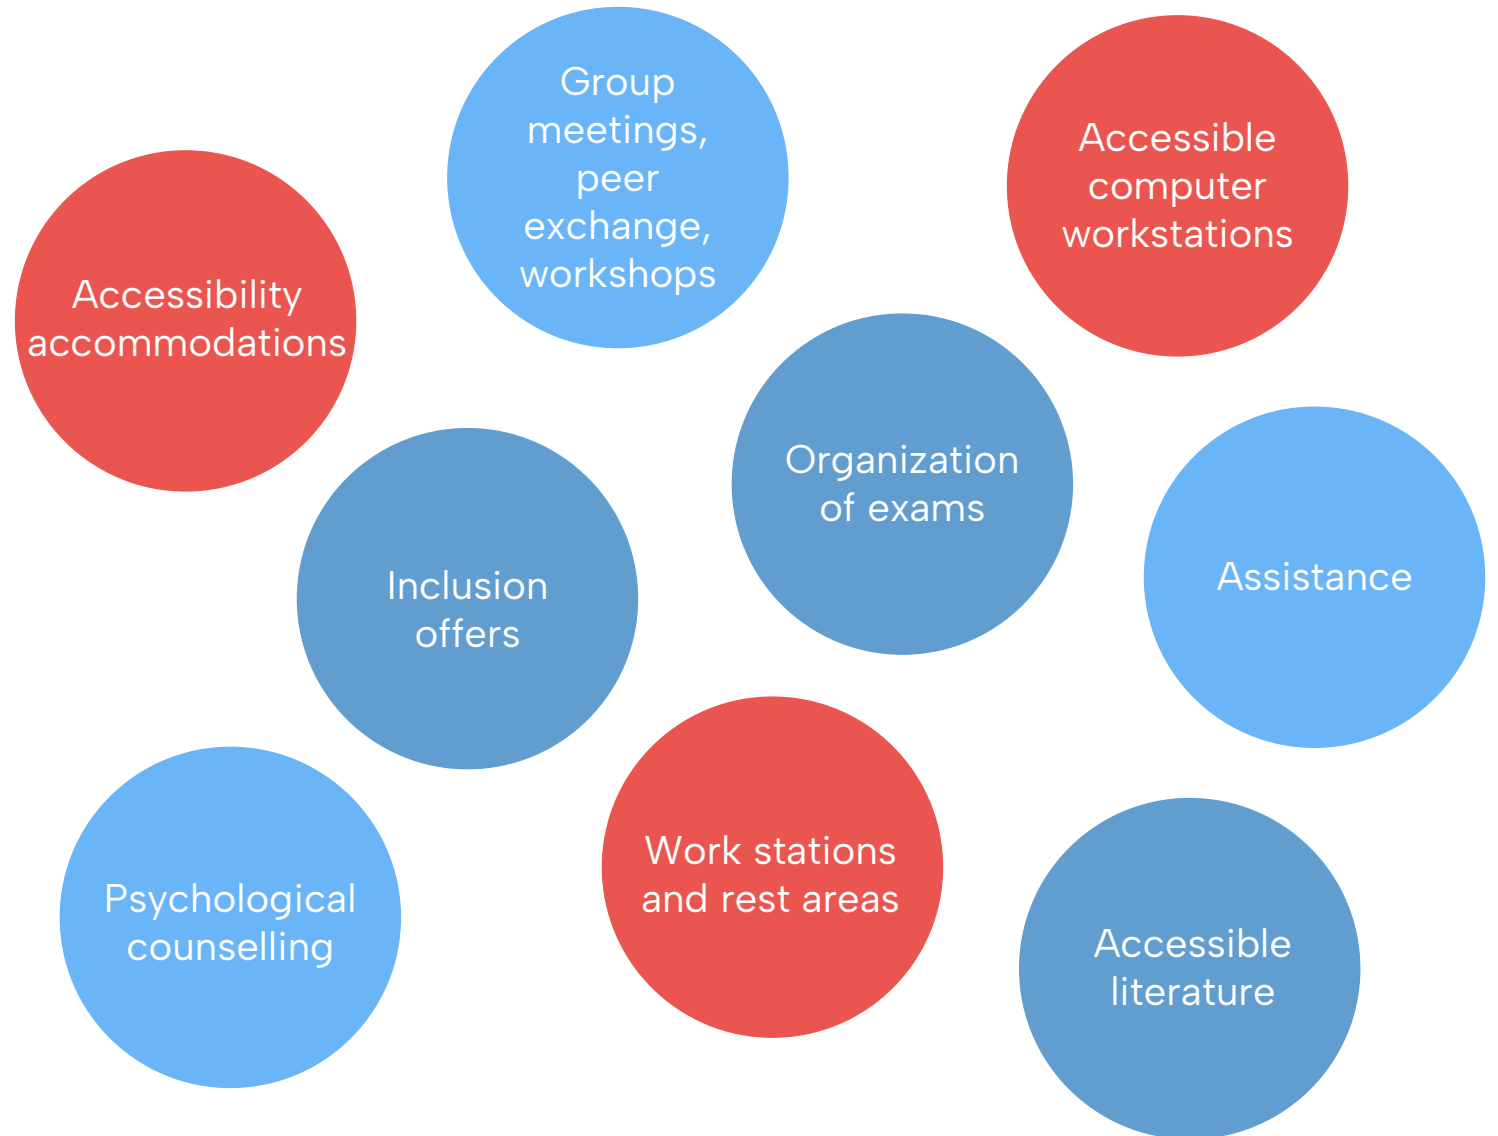 Group
meetings,
peer
exchange,
workshops
Accessible
computer
workstations
Accessibility
accommodations
Organization
of exams
Inclusion
offers
Assistance
Work stations
and rest areas
Psychological
counselling
Accessible
literature